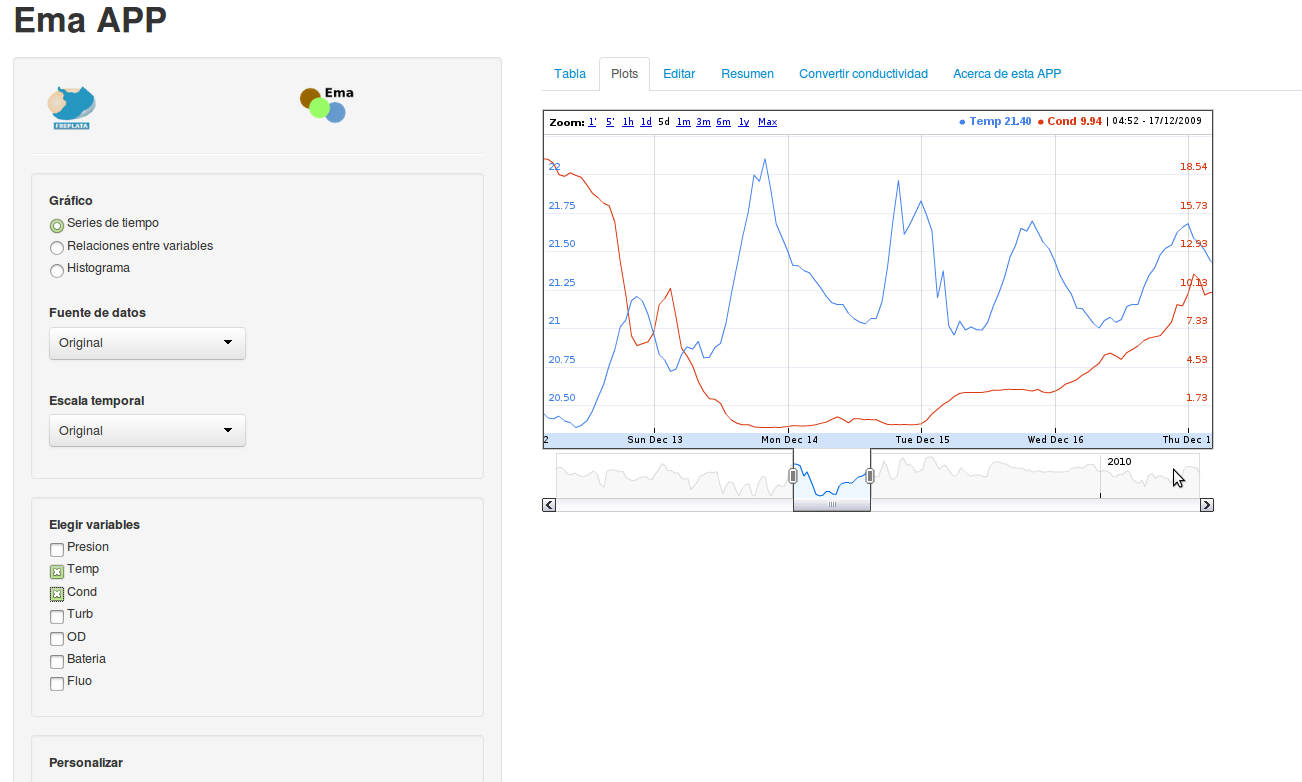 Ema APP
FREPLATA
Ema
Gráfico
Series de tiempo
Relaciones entre variables
Histograma
Fuente de datos
Original
Escala temporal
Original
Elegir variables
Presion
Temp
Cond
Turb
OD
Bateria
Fluo
Personalizar
Tabla Plots Editar Resumen Convertir conductividad Acerca de esta APP
Zoom: 1' 5' 1h 1d 5d 1m 3m 6m 1y Max Temp 21.40 Cond 9.94 | 04:52 - 17/12/2009
22 18.54
21.75 15.73
21.50 12.93
21.25 10.13
21 7.33
20.75 4.53
20.50 1.73
2 Sun Dec 13 Mon Dec 14 Tue Dec 15 Wed Dec 16 Thu Dec 1
2010